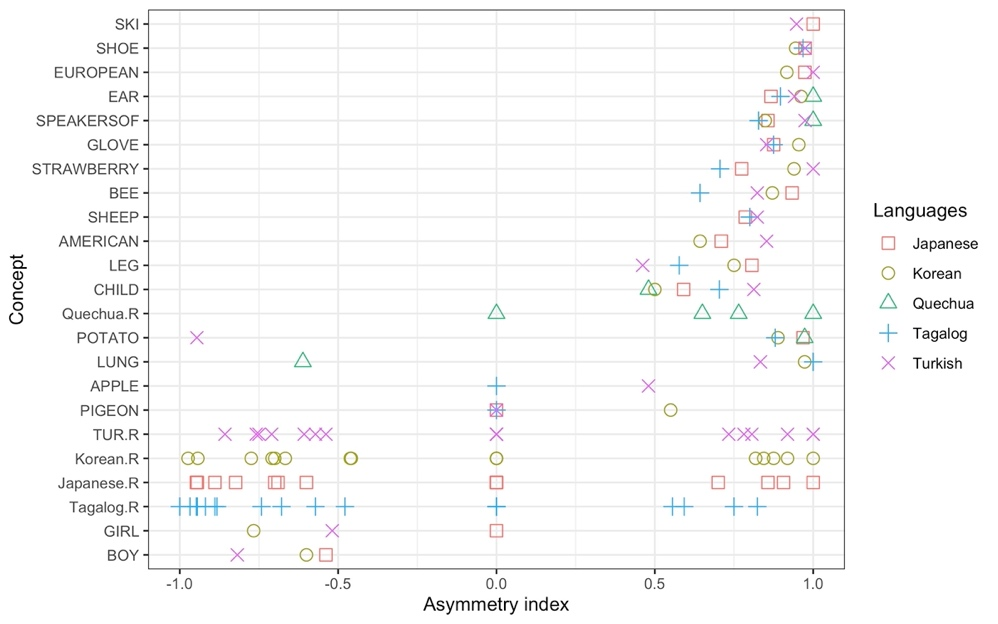 SKI
SHOE
EUROPEAN
EAR
SPEAKERSOF
GLOVE
STRAWBERRY
BEE
SHEEP
AMERICAN
LEG
CHILD
Quechua.R
POTATO
LUNG
APPLE
PIGEON
TUR.R
Korean.R
Japanese.R
Tagalog.R
GIRL
BOY
Concept
-1.0 -0.5 0.0 0.5 1.0
Asymmetry index
Languages
Japanese
Korean
Quechua
Tagalog
Turkish